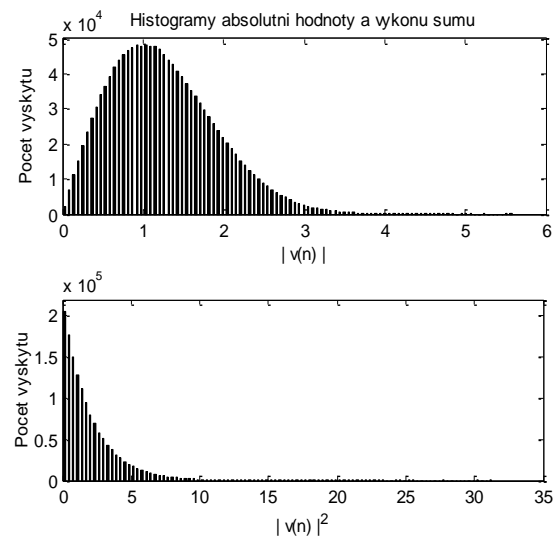 Histogramy absolutni hodnoty a vykonu sumu
x 10^4
5
4
3
2
1
0
Pocet vyskytu
0 1 2 3 4 5 6
| v(n) |
x 10^5
2
1.5
1
0.5
0
Pocet vyskytu
0 5 10 15 20 25 30 35
| v(n) |^2